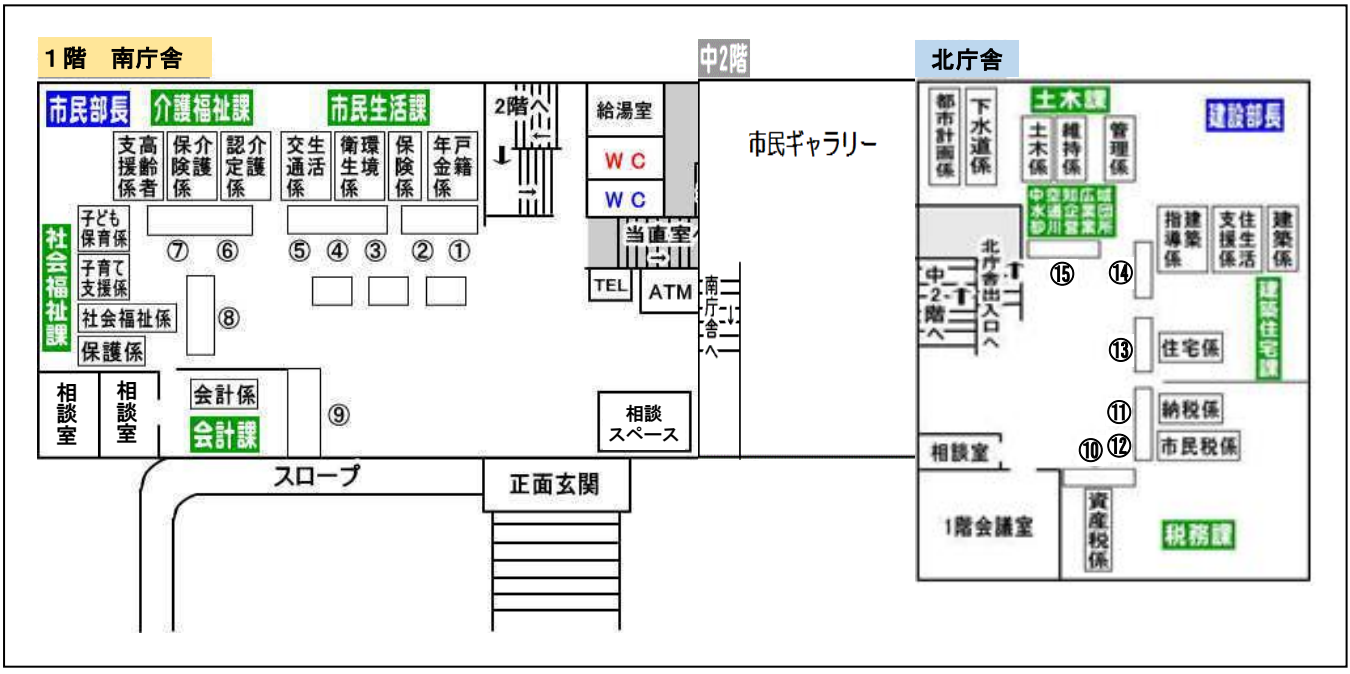 1階 南庁舎
中2階
北庁舎
市民部長
介護福祉課
市民生活課
高齢者支援係
介護保険係
介護認定係
生活交通係
環境衛生係
保険係
戸籍年金係
2階へ
給湯室
WC
WC
当直室へ
TEL
ATM
南庁舎へ
市民ギャラリー
社会福祉課
子ども保育係
子育て支援係
社会福祉係
保護係
⑦
⑥
⑤
④
③
②
①
⑧
⑨
相談室
相談室
会計係
会計課
相談スペース
スロープ
正面玄関
都市計画係
下水道係
土木課
土木係
維持係
管理係
建設部長
中空知広域
水道企業団
砂川営業所
建築指導係
住生活支援係
建築係
北庁舎出入口へ
中2階へ
⑮
⑭
建築住宅課
⑬
住宅係
⑪
納税係
⑩
⑫
市民税係
相談室
1階会議室
資産税係
税務課